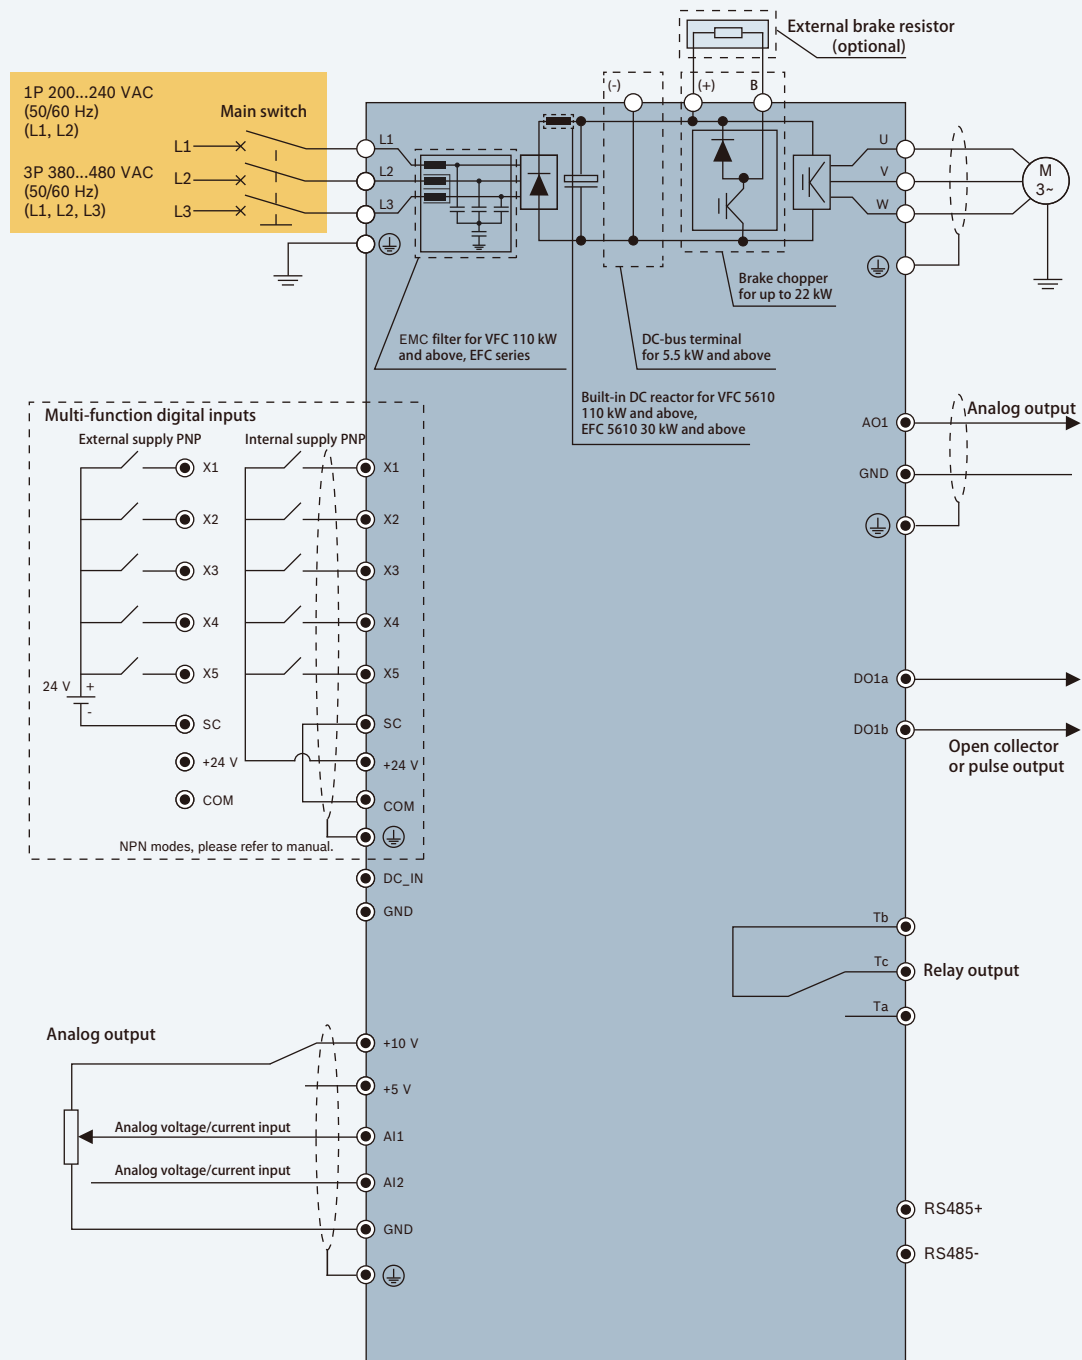 External brake resistor
(optional)
1P 200...240 VAC
(50/60 Hz)
(L1, L2)
3P 380...480 VAC
(50/60 Hz)
(L1, L2, L3)
Main switch
L1
L2
L3
L1
L2
L3
(-)
(+)
B
U
V
W
M
3~
Brake chopper
for up to 22 kW
EMC filter for VFC 110 kW
and above, EFC series
DC-bus terminal
for 5.5 kW and above
Built-in DC reactor for VFC 5610
110 kW and above,
EFC 5610 30 kW and above
Multi-function digital inputs
External supply PNP
Internal supply PNP
X1
X2
X3
X4
X5
24 V
+
-
SC
+24 V
COM
X1
X2
X3
X4
X5
SC
+24 V
COM
NPN modes, please refer to manual.
DC_IN
GND
AO1
Analog output
GND
DO1a
DO1b
Open collector
or pulse output
Tb
Tc
Relay output
Ta
Analog output
+10 V
+5 V
Analog voltage/current input
AI1
Analog voltage/current input
AI2
GND
RS485+
RS485-